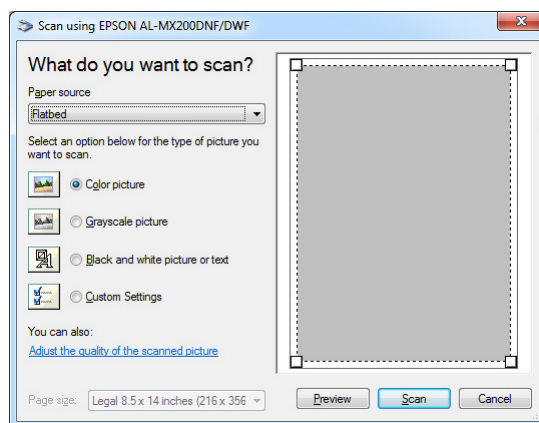 Scan using EPSON AL-MX200DNF/DWF
What do you want to scan?
Paper source
Flatbed
Select an option below for the type of picture you
want to scan.
Color picture
Grayscale picture
Black and white picture or text
Custom Settings
You can also:
Adjust the quality of the scanned picture
Page size: Legal 8.5 x 14 inches (216 x 356
Preview Scan Cancel